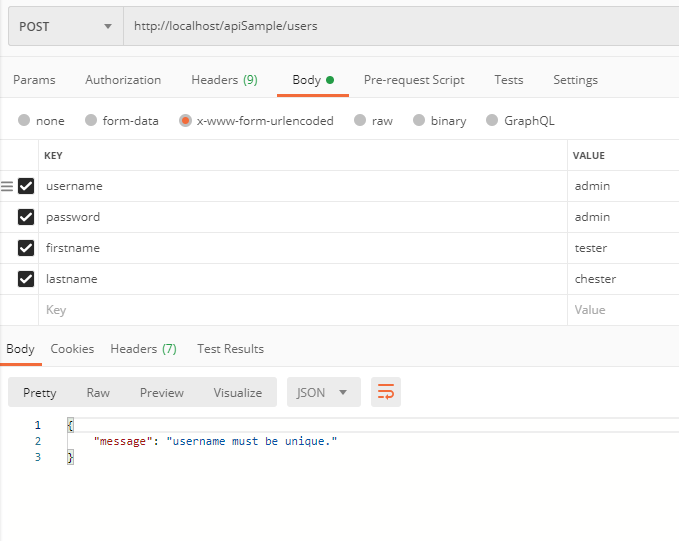 POST http://localhost/apiSample/users
Params Authorization Headers (9) Body Pre-request Script Tests Settings
none form-data x-www-form-urlencoded raw binary GraphQL
KEY VALUE
username admin
password admin
firstname tester
lastname chester
Key Value
Body Cookies Headers (7) Test Results
Pretty Raw Preview Visualize JSON
1 {
2 "message": "username must be unique."
3 }